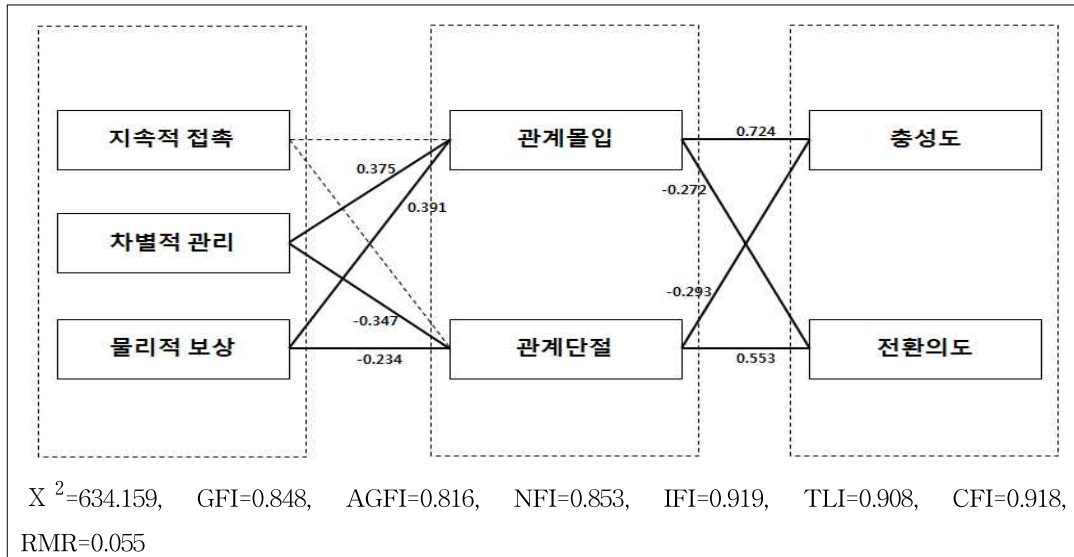 지속적 접촉
관계몰입
0.724
충성도
0.375
-0.272
0.391
차별적 관리
-0.293
-0.347
물리적 보상
-0.234
관계단절
0.553
전환의도
X ²=634.159, GFI=0.848, AGFI=0.816, NFI=0.853, IFI=0.919, TLI=0.908, CFI=0.918,
RMR=0.055